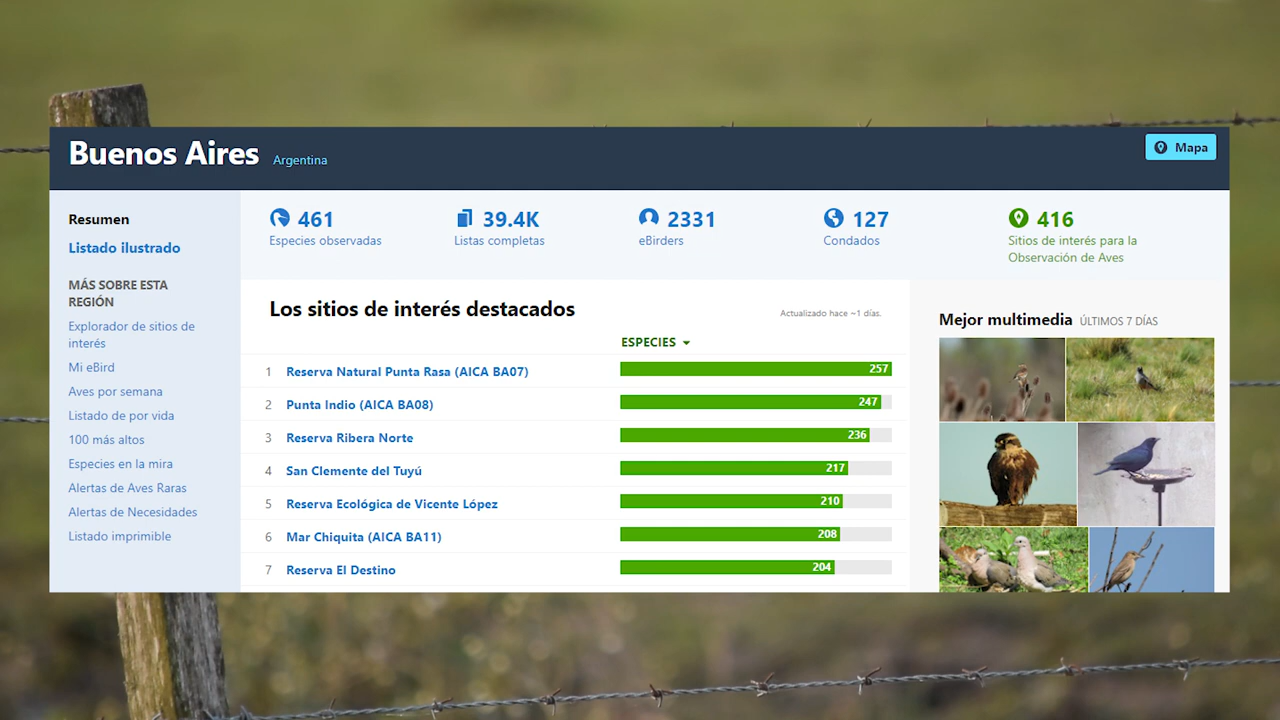 Buenos Aires Argentina
Mapa
Resumen
Listado ilustrado
MÁS SOBRE ESTA
REGIÓN
Explorador de sitios de
interés
Mi eBird
Aves por semana
Listado de por vida
100 más altos
Especies en la mira
Alertas de Aves Raras
Alertas de Necesidades
Listado imprimible
461
Especies observadas
39.4K
Listas completas
2331
eBirders
127
Condados
416
Sitios de interés para la
Observación de Aves
Los sitios de interés destacados
Actualizado hace ~1 días.
ESPECIES
1 Reserva Natural Punta Rasa (AICA BA07) 257
2 Punta Indio (AICA BA08) 247
3 Reserva Ribera Norte 236
4 San Clemente del Tuyú 217
5 Reserva Ecológica de Vicente López 210
6 Mar Chiquita (AICA BA11) 208
7 Reserva El Destino 204
Mejor multimedia ÚLTIMOS 7 DÍAS